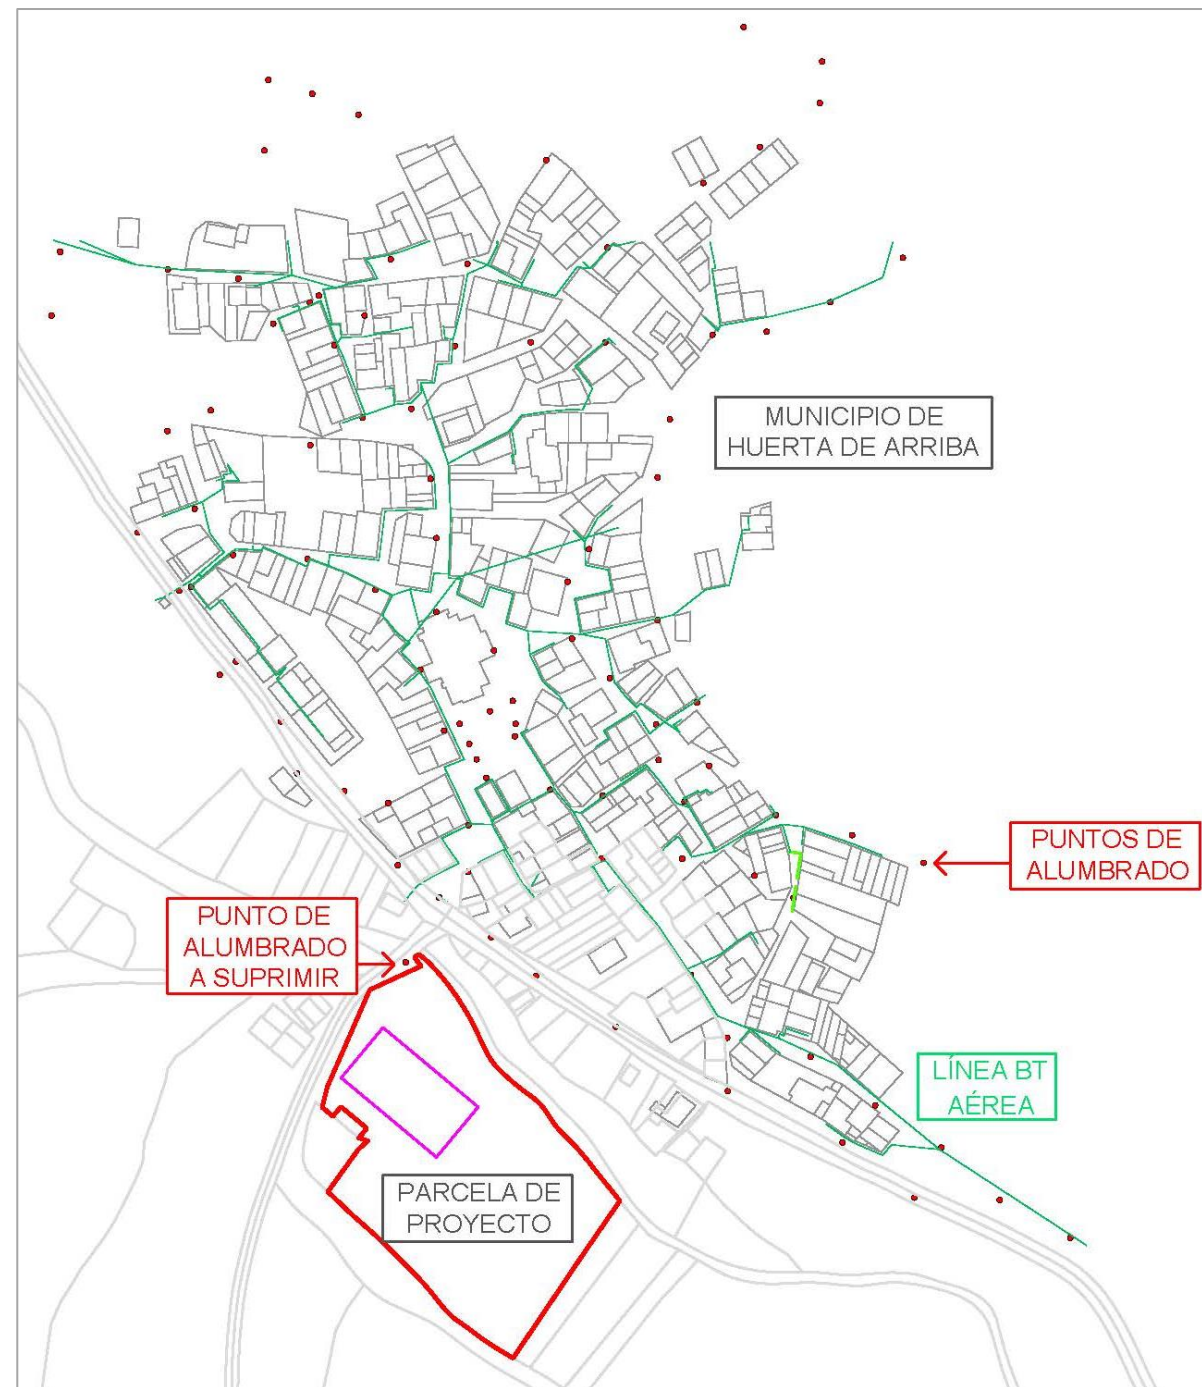 MUNICIPIO DE
HUERTA DE ARRIBA
PUNTOS DE
ALUMBRADO
PUNTO DE
ALUMBRADO
A SUPRIMIR
LÍNEA BT
AÉREA
PARCELA DE
PROYECTO